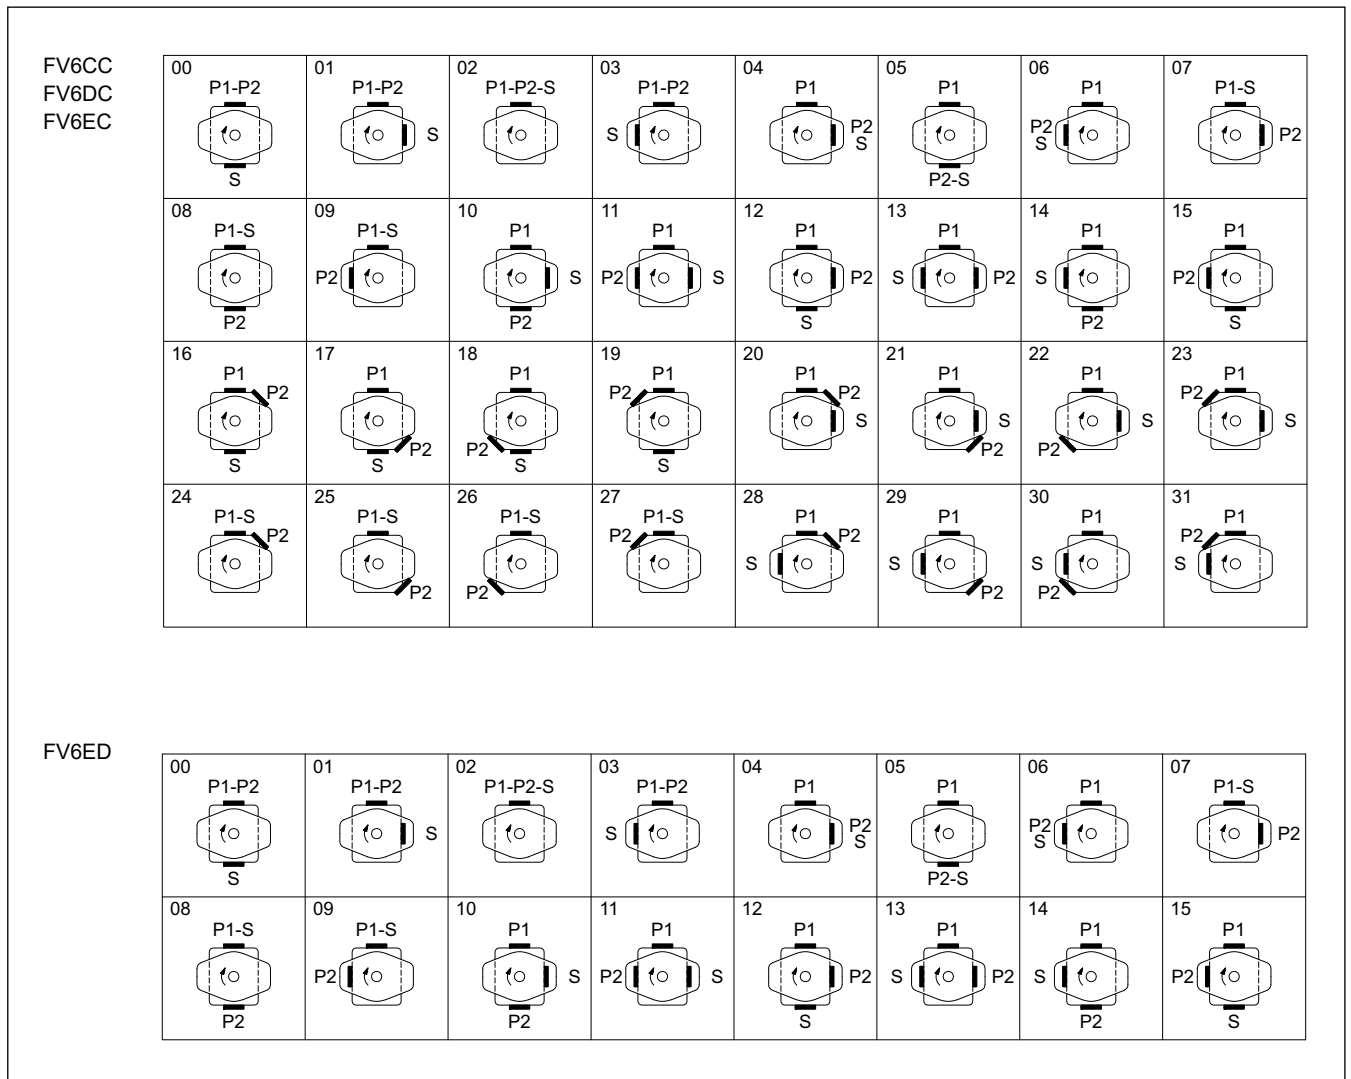 FV6CC
FV6DC
FV6EC
00 01 02 03 04 05 06 07
P1-P2 P1-P2 P1-P2-S P1-P2 P1 P1 P1 P1-S
S S P2 S P2 S P2
S P2-S
08 09 10 11 12 13 14 15
P1-S P1-S P1 P1 P1 P1 P1 P1
P2 S P2 S P2 S P2 S P2
P2 P2 S P2 S
16 17 18 19 20 21 22 23
P1 P1 P1 P1 P1 P1 P1 P1
P2 P2 P2 P2
S S S S
P2 P2 P2 P2
S S S S
24 25 26 27 28 29 30 31
P1-S P1-S P1-S P1-S P1 P1 P1 P1
P2 P2 P2 P2
S S S S
P2 P2 P2 P2
FV6ED
00 01 02 03 04 05 06 07
P1-P2 P1-P2 P1-P2-S P1-P2 P1 P1 P1 P1-S
S S P2 S P2 S P2
S P2-S
08 09 10 11 12 13 14 15
P1-S P1-S P1 P1 P1 P1 P1 P1
P2 S P2 S P2 S P2 S P2
P2 P2 S P2 S